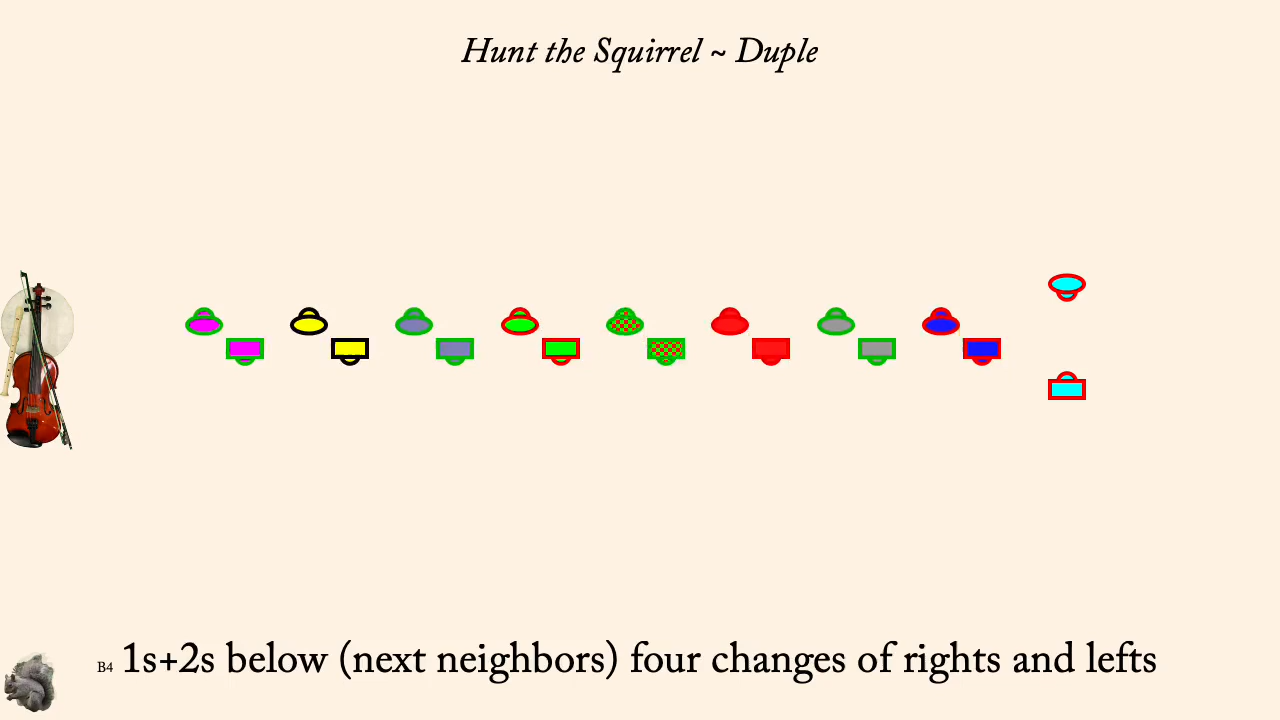 Hunt the Squirrel ~ Duple
B4 1s+2s below (next neighbors) four changes of rights and lefts